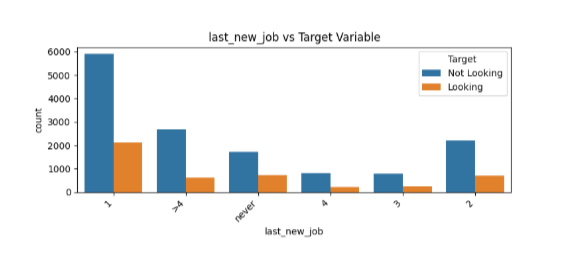 last_new_job vs Target Variable
Target
Not Looking
Looking
count
6000
5000
4000
3000
2000
1000
0
1
>4
never
4
3
2
last_new_job